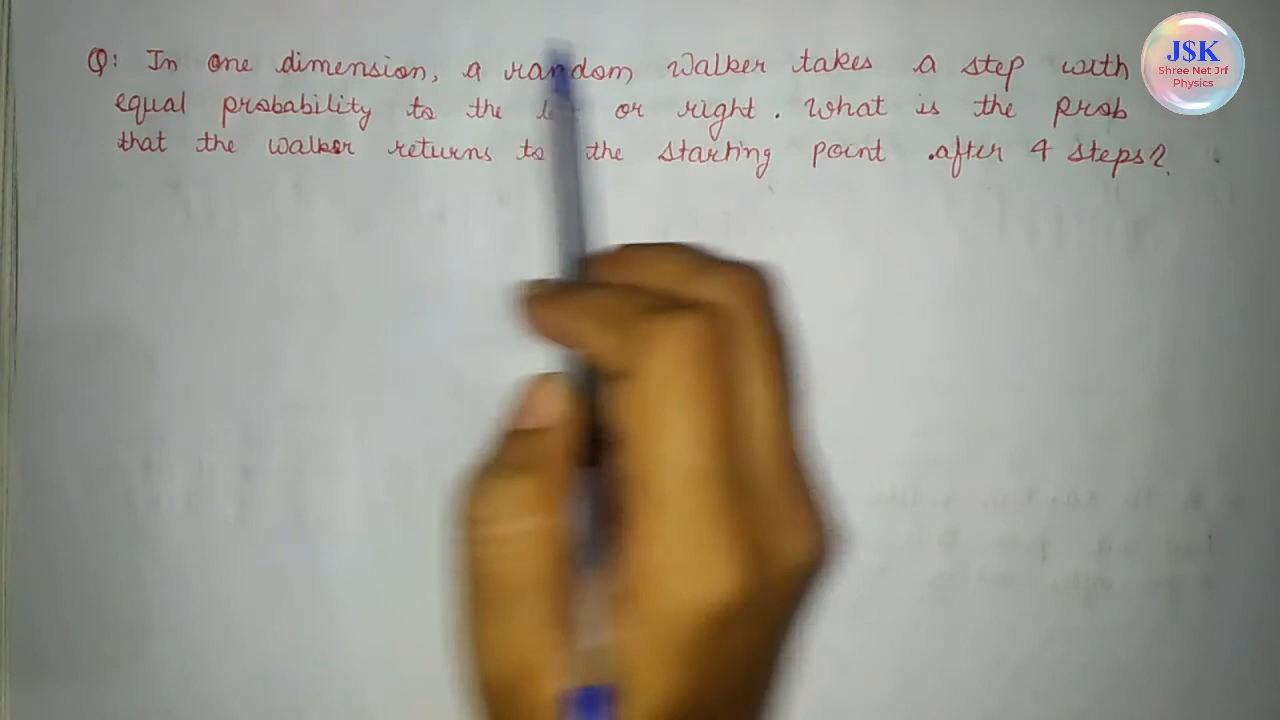 Q: In one dimension, a random walker takes a step with
equal probability to the or right. What is the prob
that the walker returns to the starting point after 4 steps?
J$K
Shree Net Jrf
Physics